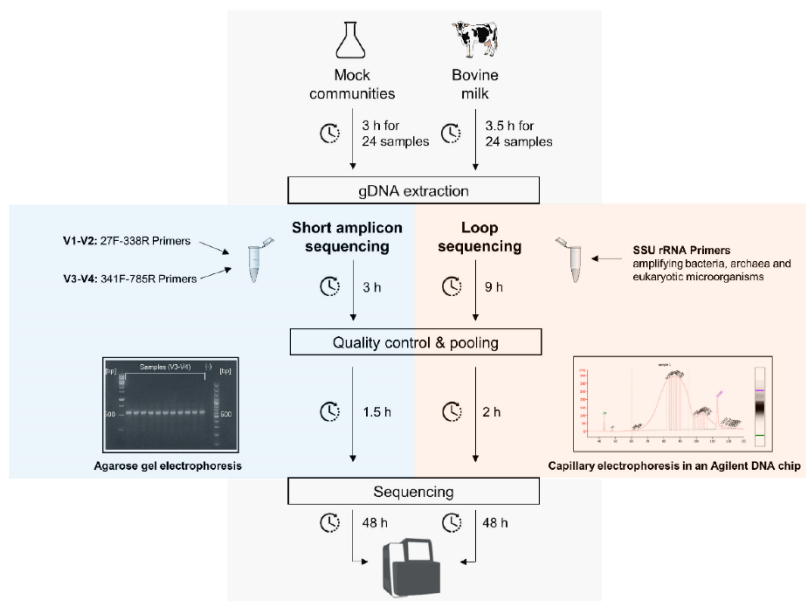 Mock
communities
Bovine
milk
3 h for
24 samples
3.5 h for
24 samples
gDNA extraction
V1-V2: 27F-338R Primers
V3-V4: 341F-785R Primers
Short amplicon
sequencing
Loop
sequencing
SSU rRNA Primers
amplifying bacteria, archaea and
eukaryotic microorganisms
3 h
9 h
Quality control & pooling
Samples (V3-V4)
(-)
[bp]
[bp]
500
500
1.5 h
2 h
Agarose gel electrophoresis
Capillary electrophoresis in an Agilent DNA chip
Sequencing
48 h
48 h